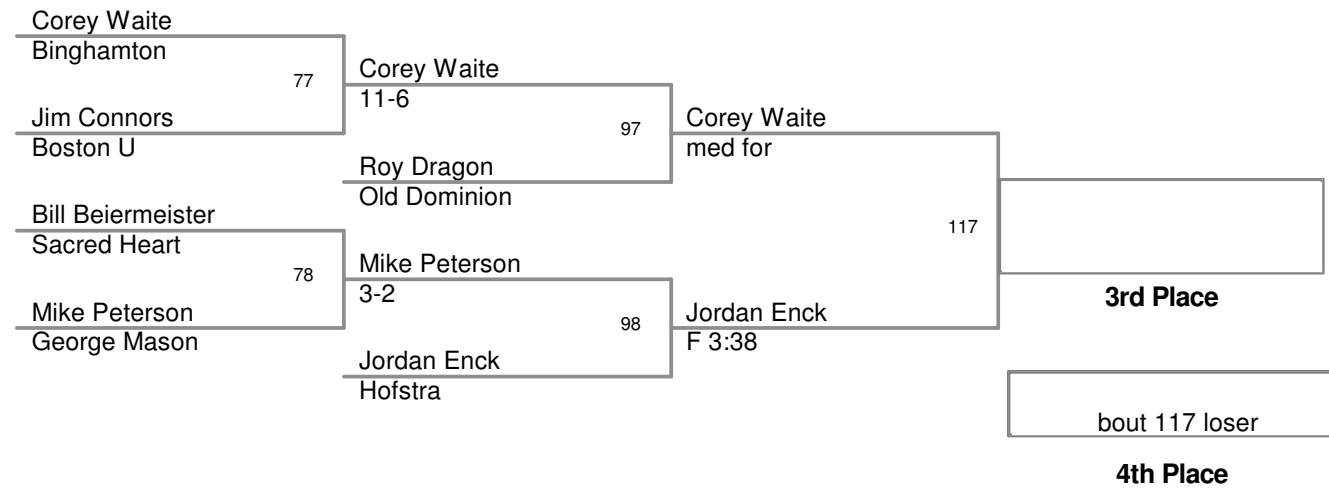 Corey Waite
Binghamton
77
Corey Waite
11-6
Jim Connors
Boston U
97
Corey Waite
med for
Roy Dragon
Old Dominion
Bill Beiermeister
Sacred Heart
117
78
Mike Peterson
3-2
3rd Place
Mike Peterson
George Mason
98
Jordan Enck
F 3:38
Jordan Enck
Hofstra
bout 117 loser
4th Place